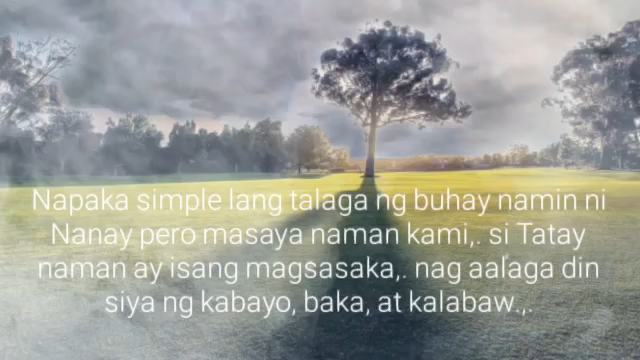 Napaka simple lang talaga ng buhay namin ni
Nanay pero masaya naman kami,. si Tatay
naman ay isang magsasaka,. nag aalaga din
siya ng kabayo, baka, at kalabaw.,.